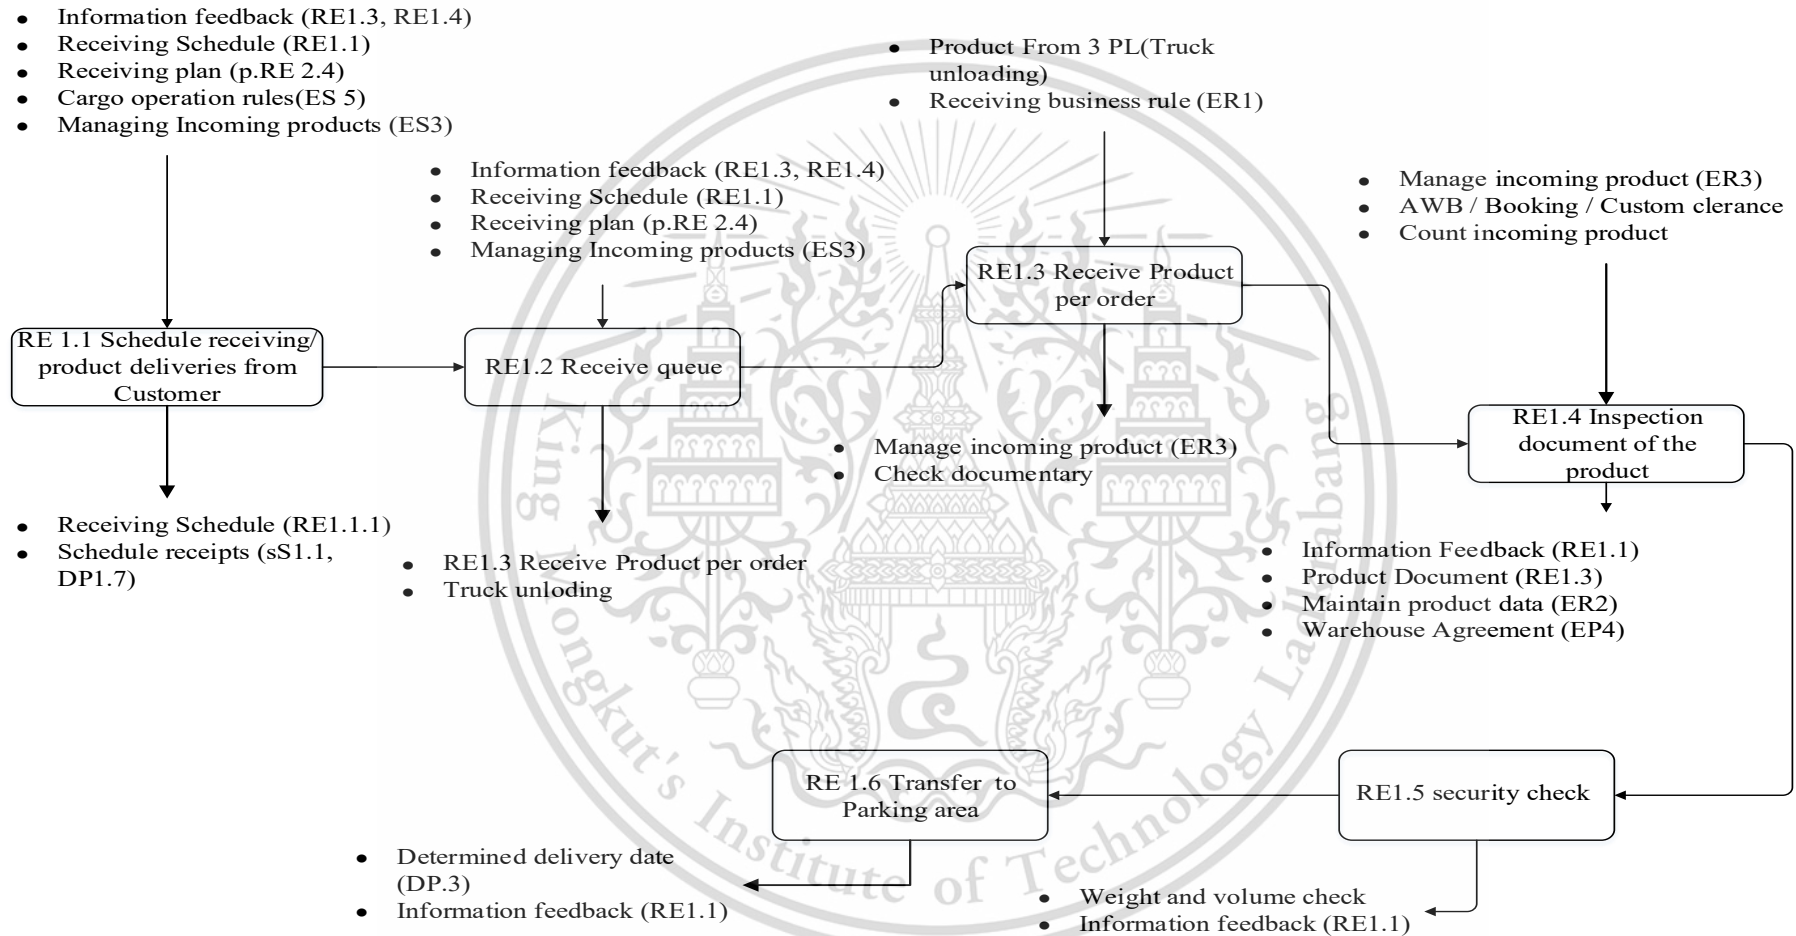 • Information feedback (RE1.3, RE1.4)
• Receiving Schedule (RE1.1)
• Receiving plan (p.RE 2.4)
• Cargo operation rules(ES 5)
• Managing Incoming products (ES3)
• Information feedback (RE1.3, RE1.4)
• Receiving Schedule (RE1.1)
• Receiving plan (p.RE 2.4)
• Managing Incoming products (ES3)
• Product From 3 PL(Truck
unloading)
• Receiving business rule (ER1)
• Manage incoming product (ER3)
• AWB / Booking / Custom clerance
• Count incoming product
RE 1.1 Schedule receiving/
product deliveries from
Customer
RE1.2 Receive queue
RE1.3 Receive Product
per order
RE1.4 Inspection
document of the
product
• Receiving Schedule (RE1.1.1)
• Schedule receipts (sS1.1,
DP1.7)
• RE1.3 Receive Product per order
• Truck unloding
• Manage incoming product (ER3)
• Check documentary
• Information Feedback (RE1.1)
• Product Document (RE1.3)
• Maintain product data (ER2)
• Warehouse Agreement (EP4)
RE 1.6 Transfer to
Parking area
RE1.5 security check
• Determined delivery date
(DP.3)
• Information feedback (RE1.1)
• Weight and volume check
• Information feedback (RE1.1)
King Mongkut's Institute of Technology Ladkrabang